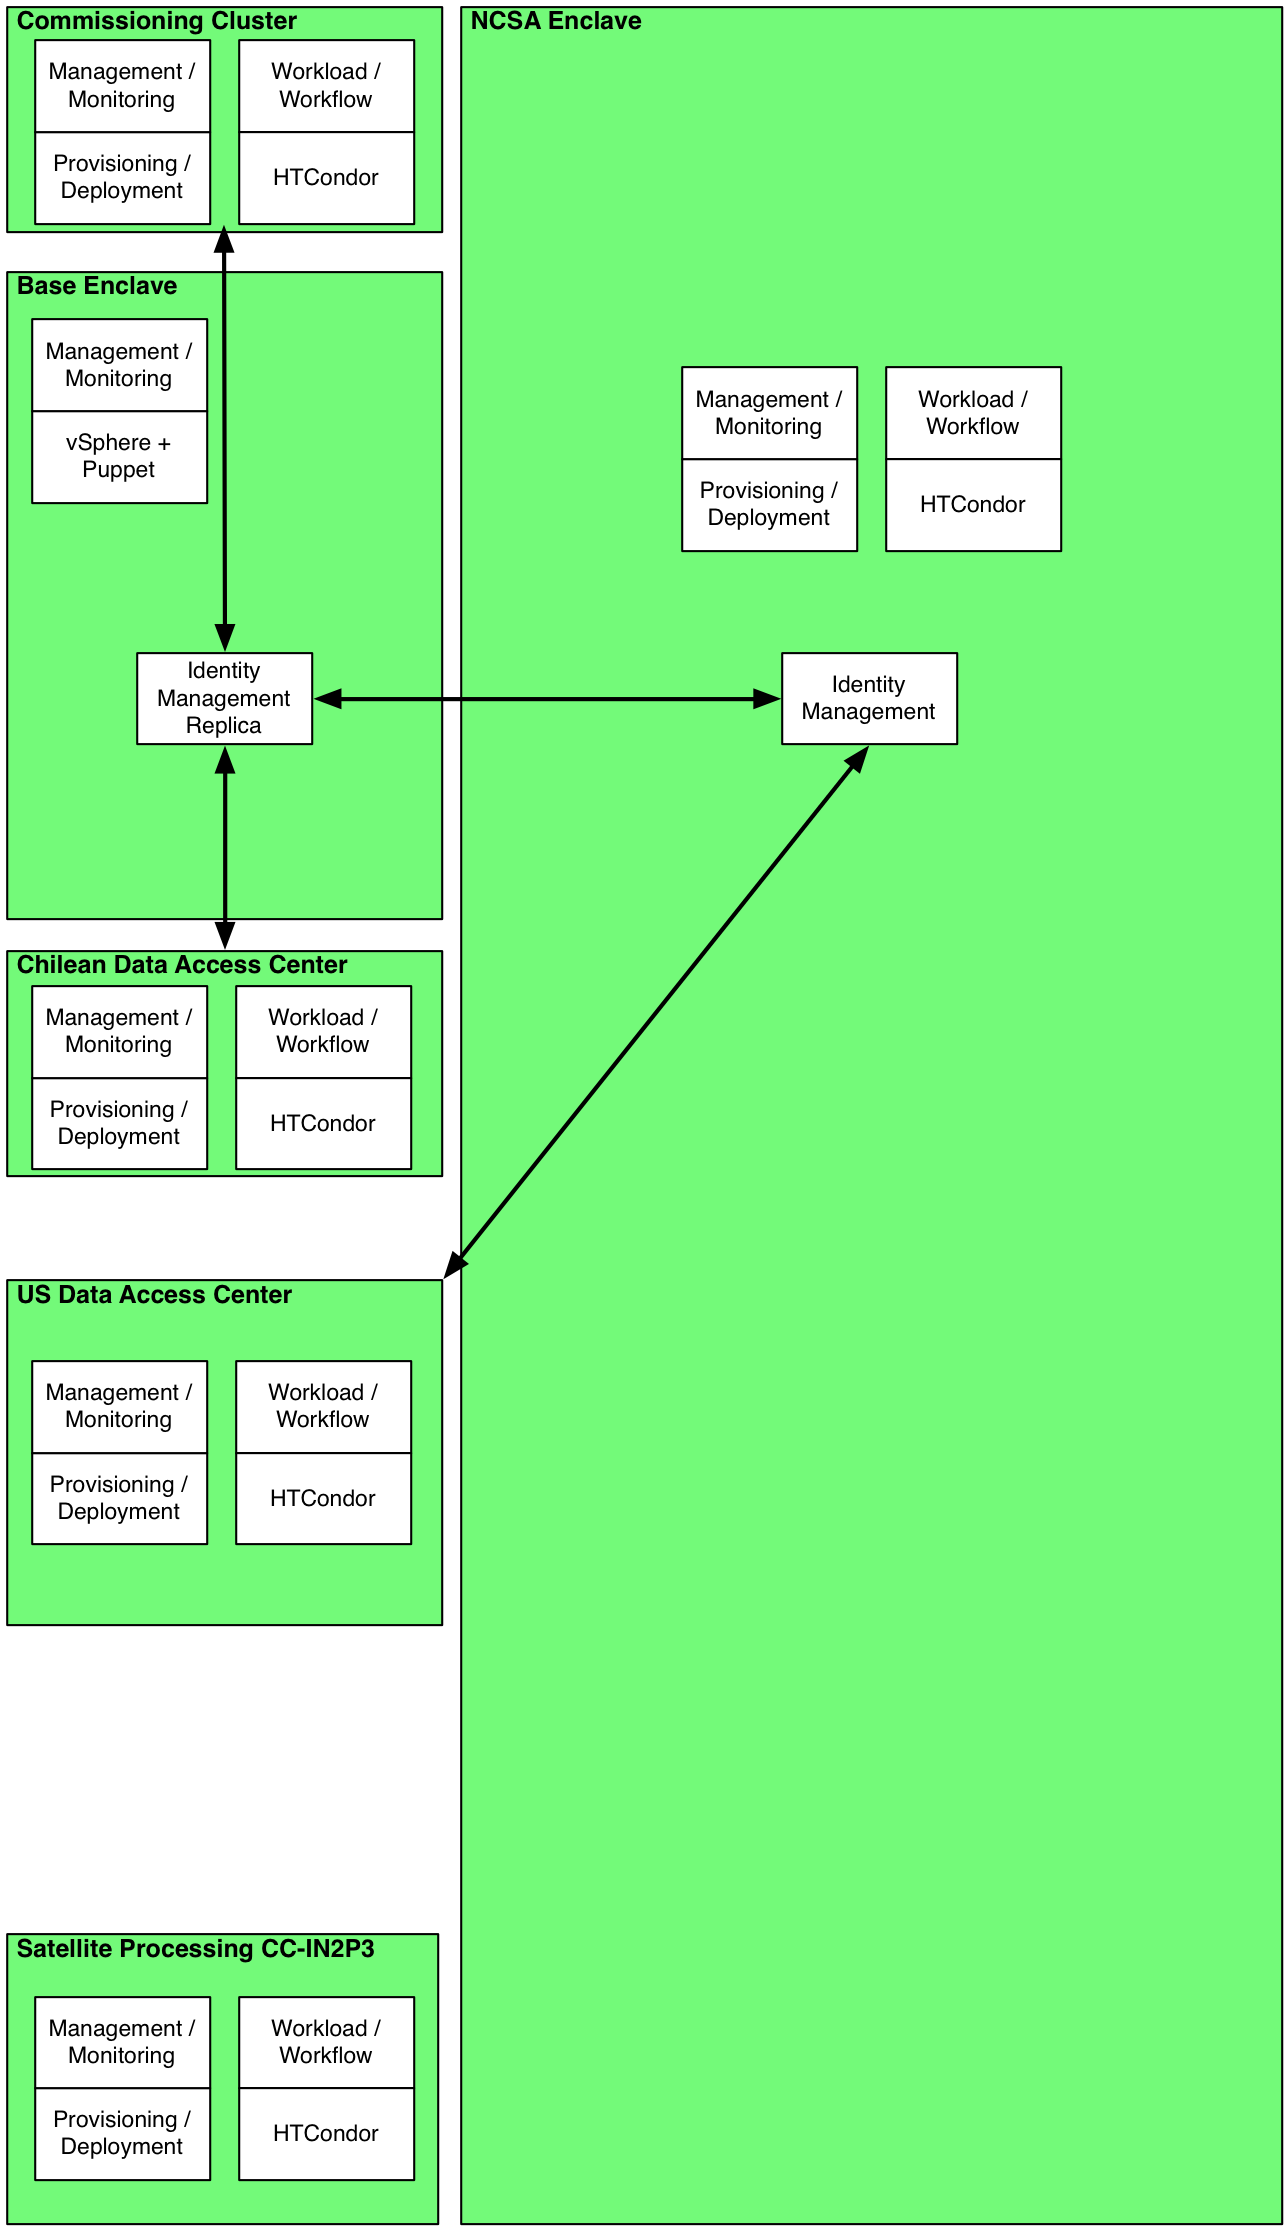 Commissioning Cluster
Management /
Monitoring
Provisioning /
Deployment
Workload /
Workflow
HTCondor
Base Enclave
Management /
Monitoring
vSphere +
Puppet
Identity
Management
Replica
Chilean Data Access Center
Management /
Monitoring
Provisioning /
Deployment
Workload /
Workflow
HTCondor
US Data Access Center
Management /
Monitoring
Provisioning /
Deployment
Workload /
Workflow
HTCondor
Satellite Processing CC-IN2P3
Management /
Monitoring
Provisioning /
Deployment
Workload /
Workflow
HTCondor
NCSA Enclave
Management /
Monitoring
Provisioning /
Deployment
Workload /
Workflow
HTCondor
Identity
Management